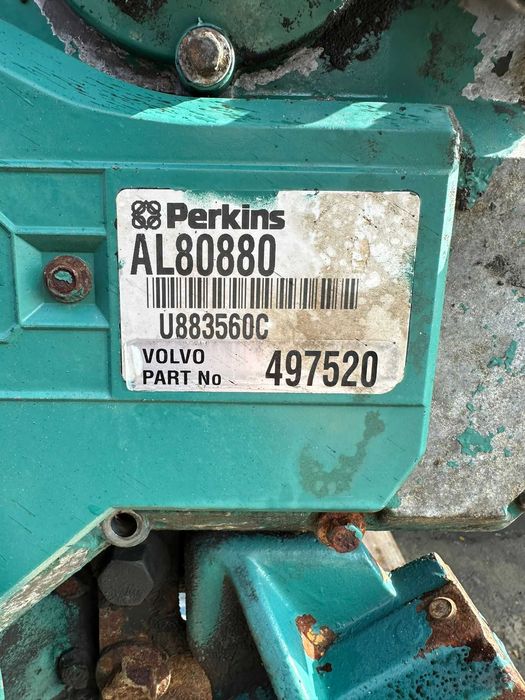 Perkins
AL80880
U883560C
VOLVO
PART No 497520